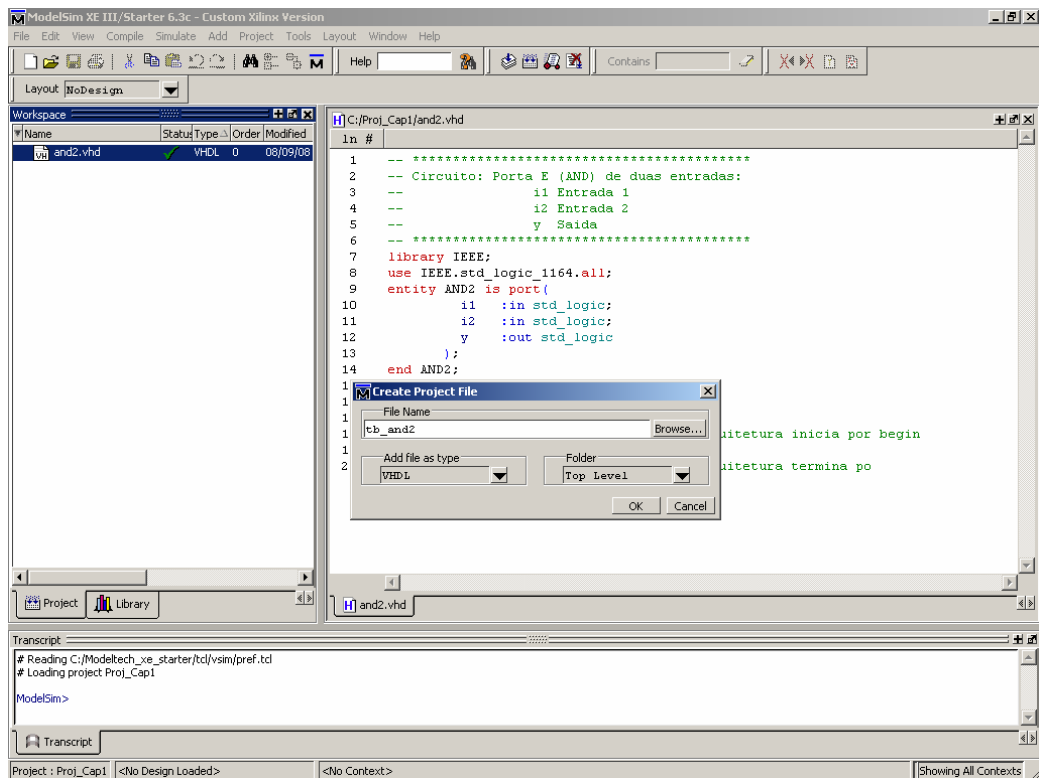 ModelSim XE III/Starter 6.3c - Custom Xilinx Version
File Edit View Compile Simulate Add Project Tools Layout Window Help
Help
Contains
Layout NoDesign
Workspace
Name Status Type Order Modified
and2.vhd VHDL 0 08/09/08
Project Library
C:/Proj_Cap1/and2.vhd
ln #
1 -- ******************************************
2 -- Circuito: Porta E (AND) de duas entradas:
3 -- i1 Entrada 1
4 -- i2 Entrada 2
5 -- y Saida
6 -- ******************************************
7 library IEEE;
8 use IEEE.std_logic_1164.all;
9 entity AND2 is port(
10 i1 :in std_logic;
11 i2 :in std_logic;
12 y :out std_logic
13 );
14 end AND2;
1
1
1
1 uitetura inicia por begin
1
2 uitetura termina po
Create Project File
File Name
tb_and2 Browse...
Add file as type Folder
VHDL Top Level
OK Cancel
and2.vhd
Transcript
# Reading C:/Modeltech_xe_starter/tcl/vsim/pref.tcl
# Loading project Proj_Cap1
ModelSim>
Transcript
Project : Proj_Cap1 <No Design Loaded> <No Context> Showing All Contexts